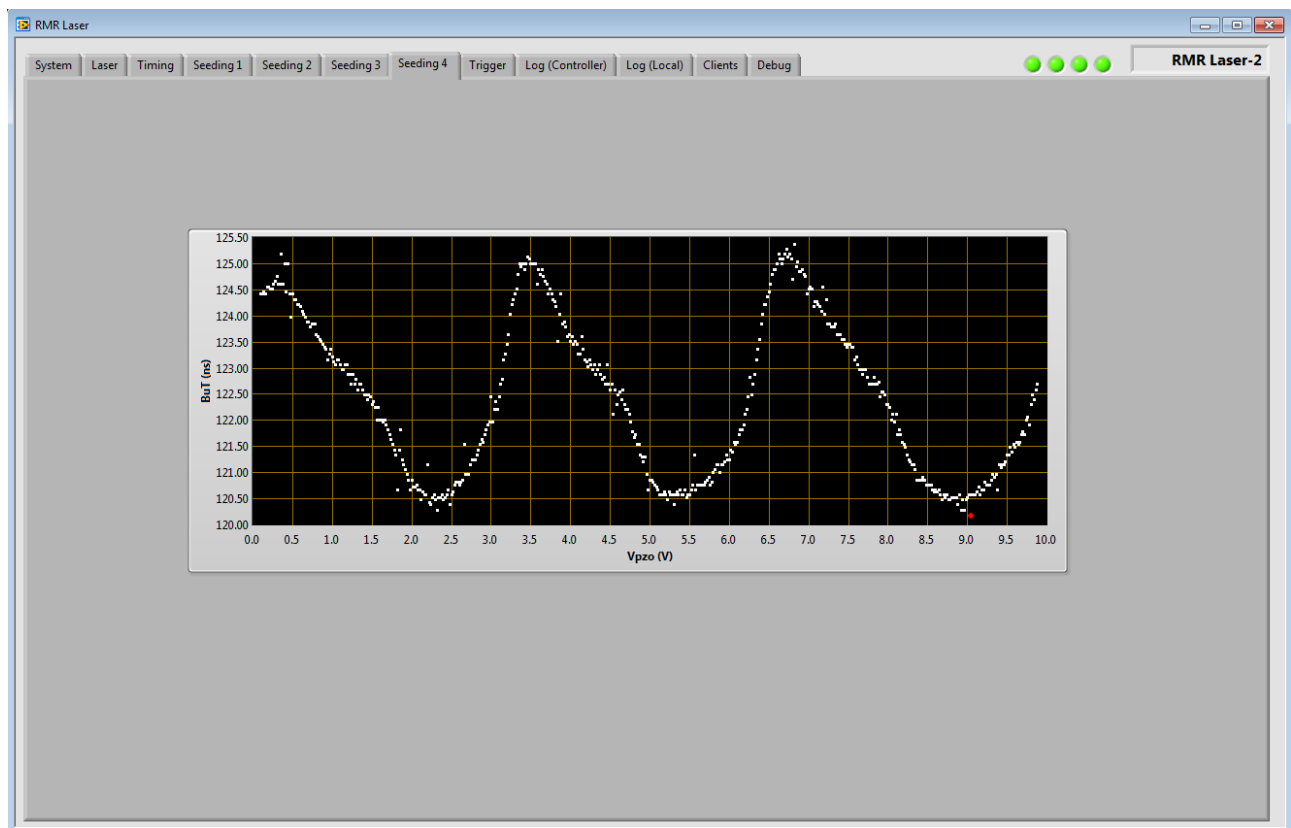 RMR Laser
System Laser Timing Seeding 1 Seeding 2 Seeding 3 Seeding 4 Trigger Log (Controller) Log (Local) Clients Debug RMR Laser-2
125.50
125.00
124.50
124.00
123.50
123.00
122.50
122.00
121.50
121.00
120.50
120.00
BuT (ns)
0.0 0.5 1.0 1.5 2.0 2.5 3.0 3.5 4.0 4.5 5.0 5.5 6.0 6.5 7.0 7.5 8.0 8.5 9.0 9.5 10.0
Vpzo (V)